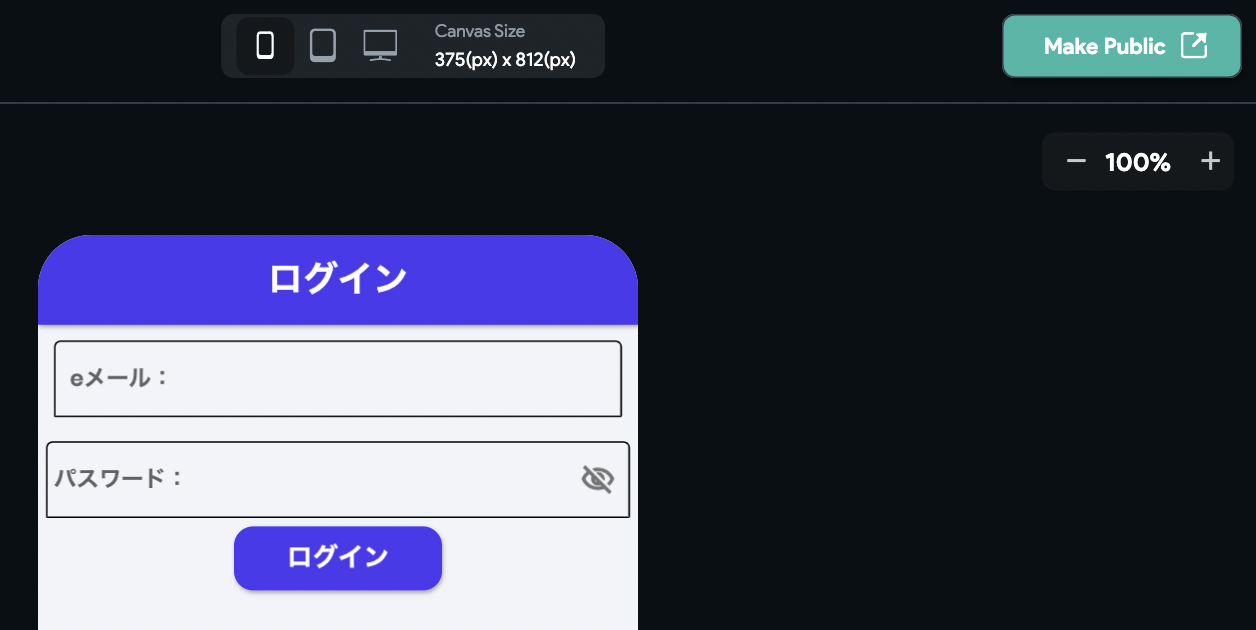 Canvas Size
375(px) x 812(px)
Make Public
100%
ログイン
eメール：
パスワード：
ログイン